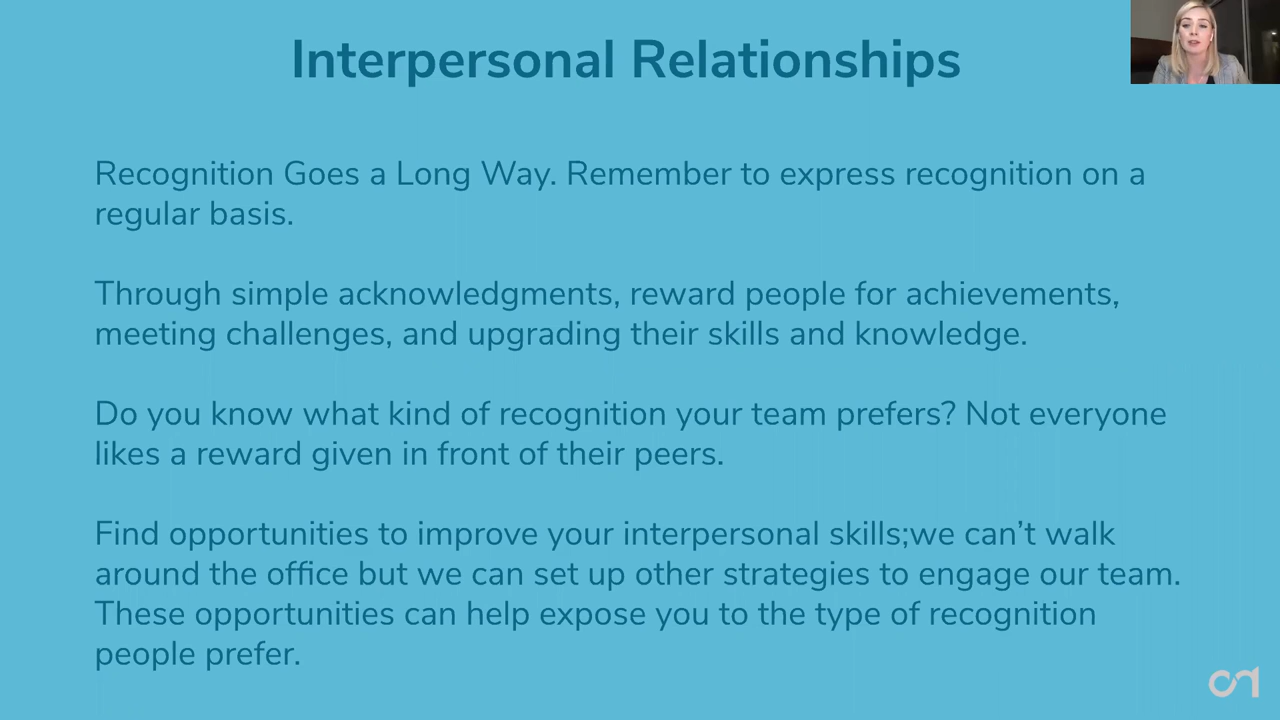 Interpersonal Relationships
Recognition Goes a Long Way. Remember to express recognition on a
regular basis.
Through simple acknowledgments, reward people for achievements,
meeting challenges, and upgrading their skills and knowledge.
Do you know what kind of recognition your team prefers? Not everyone
likes a reward given in front of their peers.
Find opportunities to improve your interpersonal skills;we can’t walk
around the office but we can set up other strategies to engage our team.
These opportunities can help expose you to the type of recognition
people prefer.